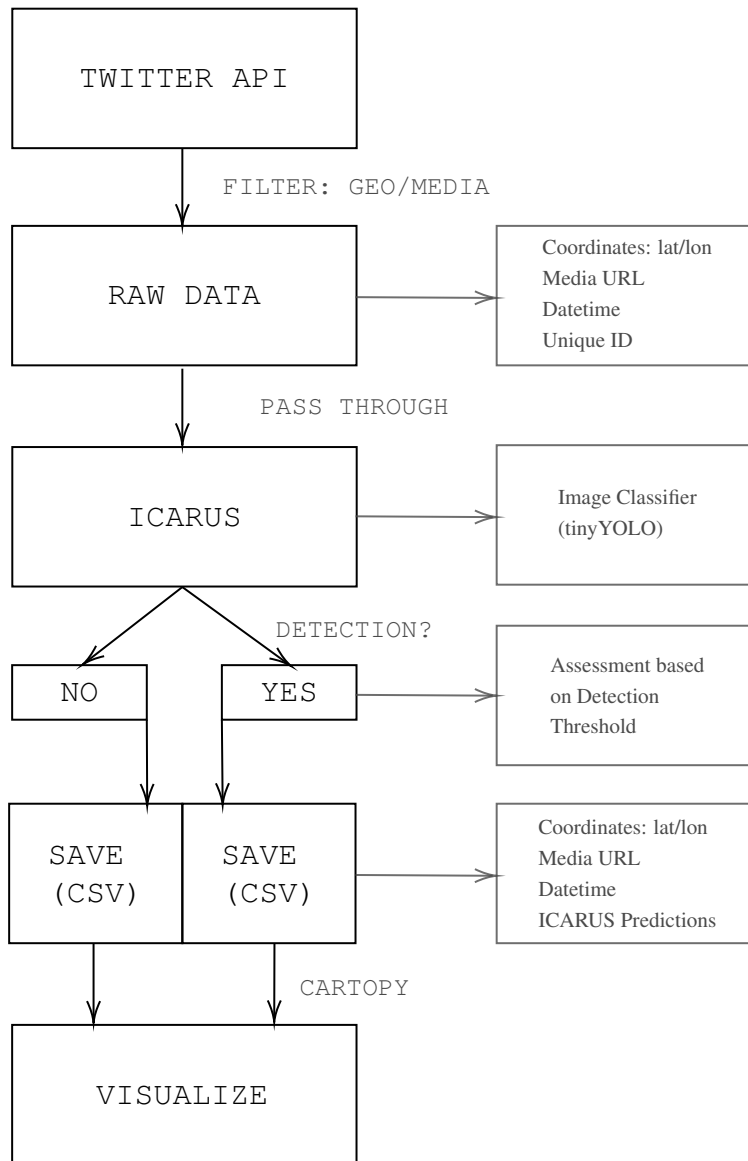 TWITTER API
FILTER: GEO/MEDIA
RAW DATA
Coordinates: lat/lon
Media URL
Datetime
Unique ID
PASS THROUGH
ICARUS
Image Classifier
(tinyYOLO)
DETECTION?
NO
YES
Assessment based
on Detection
Threshold
SAVE
(CSV)
SAVE
(CSV)
Coordinates: lat/lon
Media URL
Datetime
ICARUS Predictions
CARTOPY
VISUALIZE